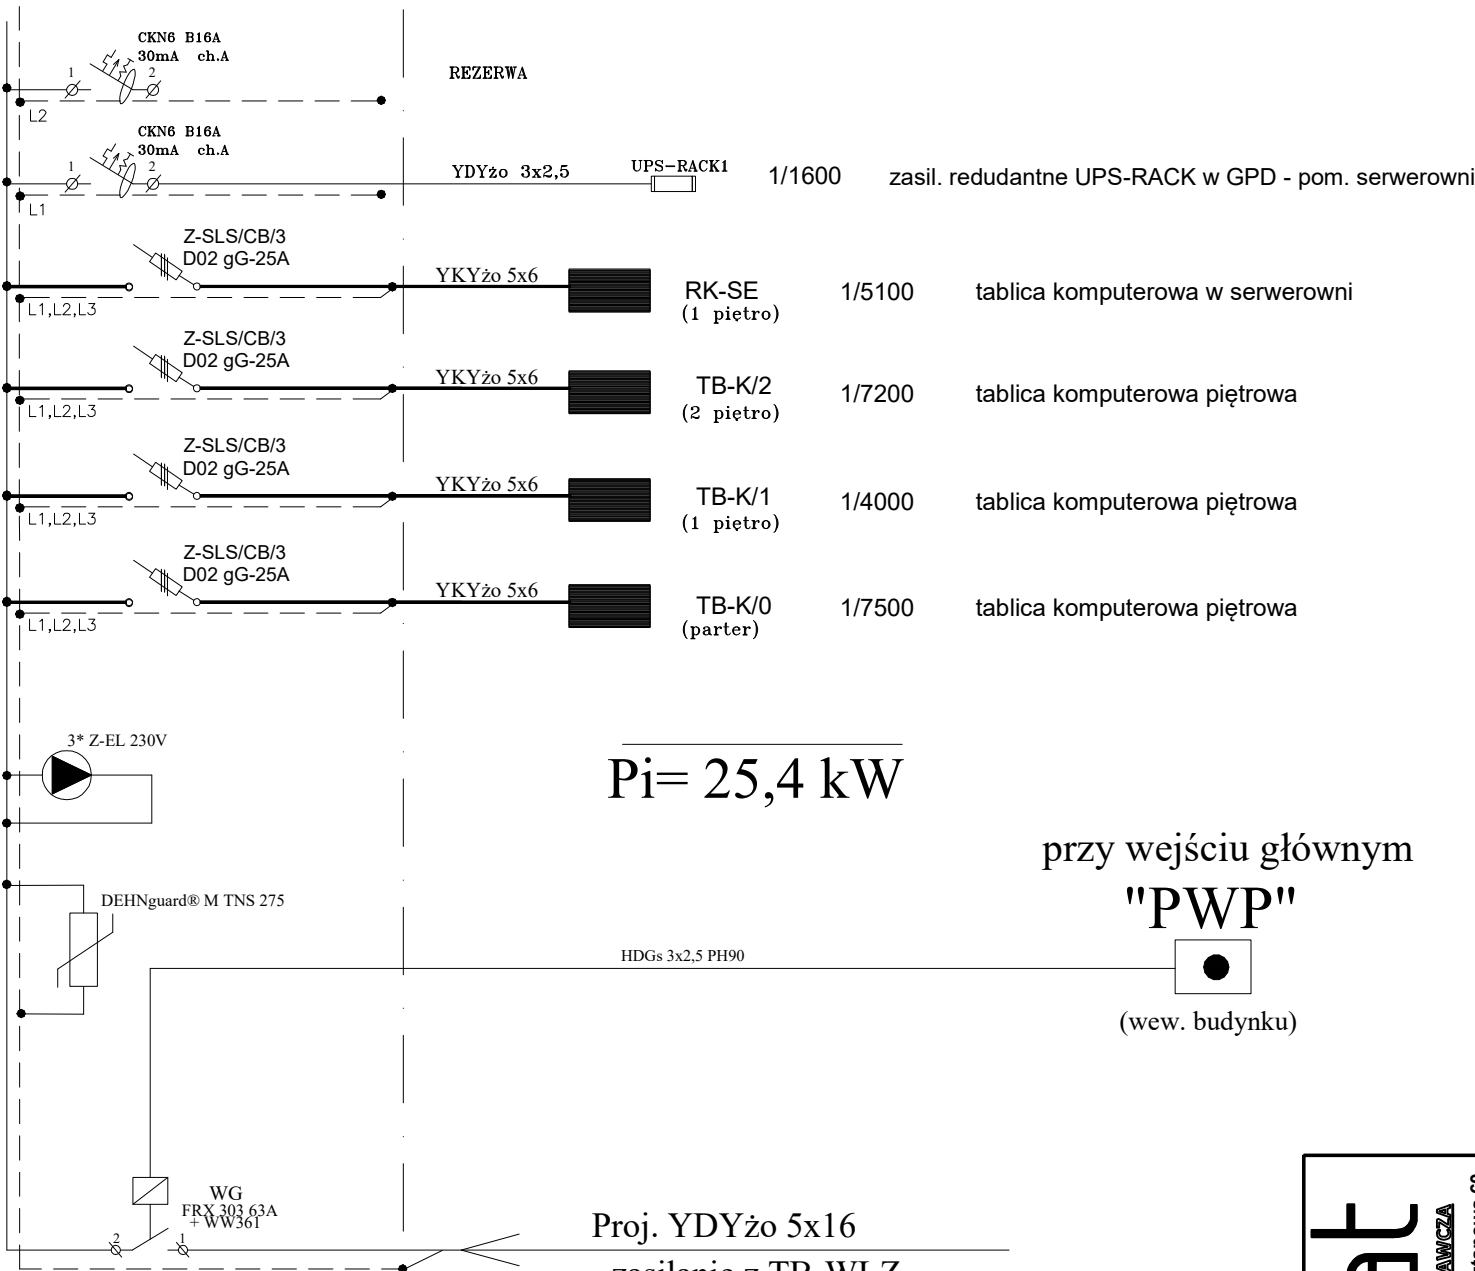 CKN6 B16A
30mA ch.A
1
2
REZERWA
L2
CKN6 B16A
30mA ch.A
1
2
YDYżo 3x2,5
UPS-RACK1
1/1600
zasil. redudantne UPS-RACK w GPD - pom. serwerowni
L1
Z-SLS/CB/3
D02 gG-25A
YKYżo 5x6
RK-SE
(1 piętro)
1/5100
tablica komputerowa w serwerowni
L1,L2,L3
Z-SLS/CB/3
D02 gG-25A
YKYżo 5x6
TB-K/2
(2 piętro)
1/7200
tablica komputerowa piętrowa
L1,L2,L3
Z-SLS/CB/3
D02 gG-25A
YKYżo 5x6
TB-K/1
(1 piętro)
1/4000
tablica komputerowa piętrowa
L1,L2,L3
Z-SLS/CB/3
D02 gG-25A
YKYżo 5x6
TB-K/0
(parter)
1/7500
tablica komputerowa piętrowa
L1,L2,L3
3* Z-EL 230V
Pi= 25,4 kW
przy wejściu głównym
"PWP"
DEHNguard® M TNS 275
HDGs 3x2,5 PH90
(wew. budynku)
WG
FRX 303 63A
+ WW361
2
1
Proj. YDYżo 5x16
zasilanie z TB-WLZ